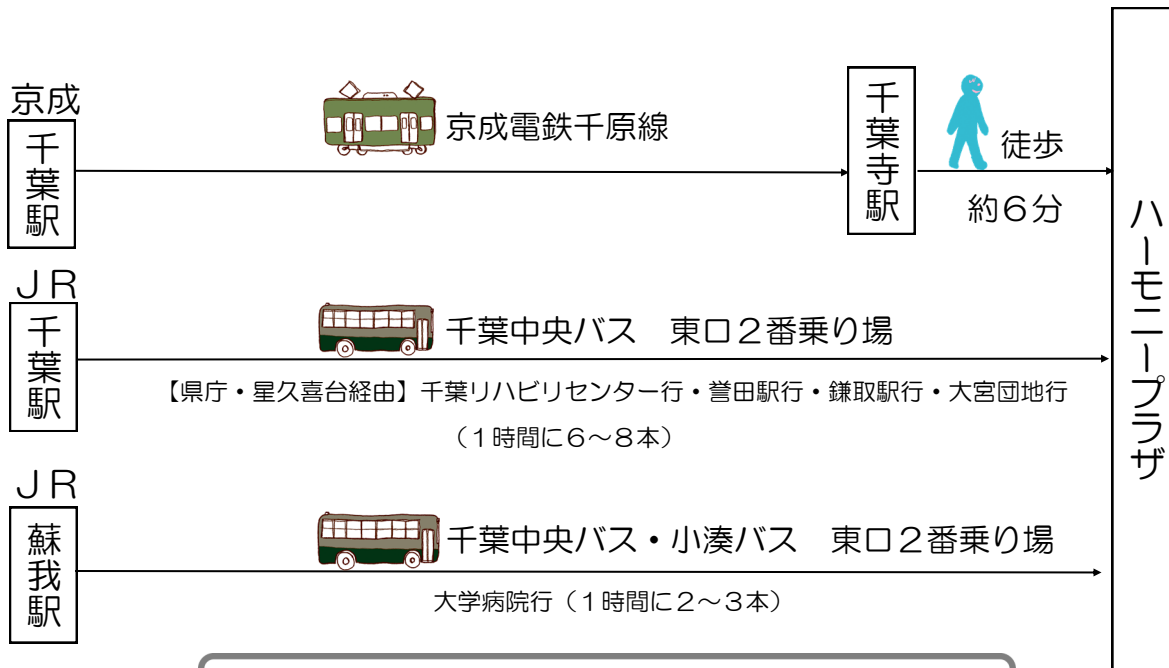 京成
千葉駅
京成電鉄千原線
千葉寺駅
徒歩
約６分
ＪＲ
千葉駅
千葉中央バス　東口２番乗り場
【県庁・星久喜台経由】千葉リハビリセンター行・誉田駅行・鎌取駅行・大宮団地行
（１時間に６～８本）
ＪＲ
蘇我駅
千葉中央バス・小湊バス　東口２番乗り場
大学病院行（１時間に２～３本）
ハーモニープラザ